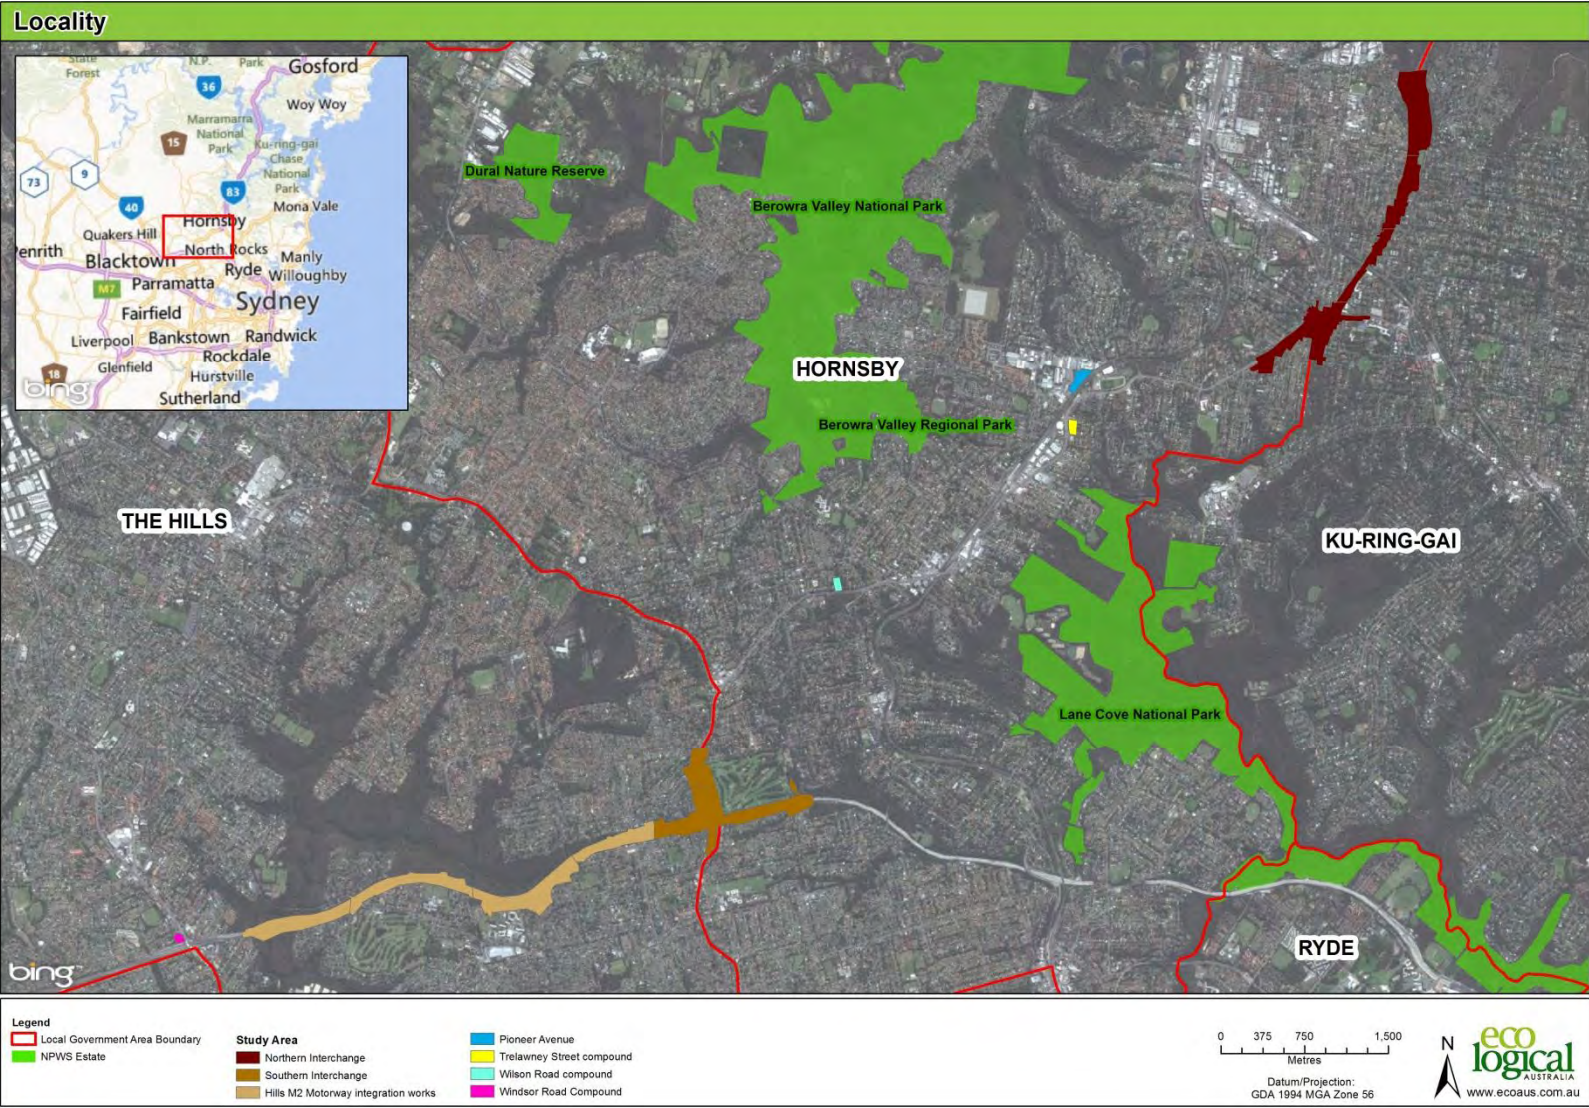 Locality
State
Forest
N.P.
Park
Gosford
36
Woy Woy
Marramarra
National
Park
15
Ku-ring-gai
Chase
National
Park
73
9
83
40
Mona Vale
Hornsby
Quakers Hill
North Rocks
enrith
Blacktown
Manly
Ryde
Willoughby
M7
Parramatta
Sydney
Fairfield
Liverpool
Bankstown
Randwick
Rockdale
Glenfield
Hurstville
18
Sutherland
bing
Dural Nature Reserve
Berowra Valley National Park
HORNSBY
Berowra Valley Regional Park
THE HILLS
KU-RING-GAI
Lane Cove National Park
RYDE
bing
Legend
Local Government Area Boundary
NPWS Estate
Study Area
Northern Interchange
Southern Interchange
Hills M2 Motorway integration works
Pioneer Avenue
Trelawney Street compound
Wilson Road compound
Windsor Road Compound
0 375 750 1,500
Metres
Datum/Projection:
GDA 1994 MGA Zone 56
N
eco
logical
AUSTRALIA
www.ecoaus.com.au